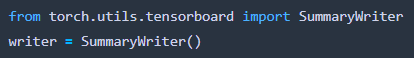 from torch.utils.tensorboard import SummaryWriter
writer = SummaryWriter()